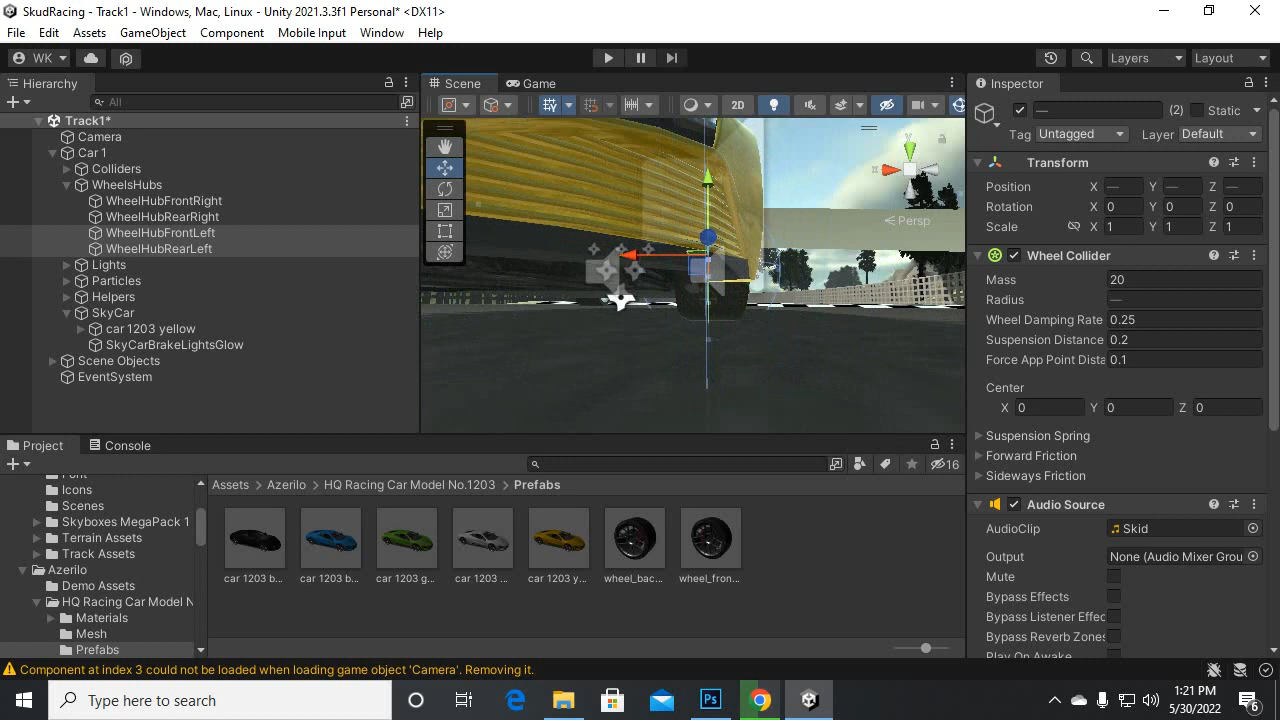 SkudRacing - Track1 - Windows, Mac, Linux - Unity 2021.3.3f1 Personal* <DX11>
File Edit Assets GameObject Component Mobile Input Window Help
WK Layers Layout
Hierarchy
All
Track1*
Camera
Car 1
Colliders
WheelsHubs
WheelHubFrontRight
WheelHubRearRight
WheelHubFrontLeft
WheelHubRearLeft
Lights
Particles
Helpers
SkyCar
car 1203 yellow
SkyCarBrakeLightsGlow
Scene Objects
EventSystem
Scene Game
2D
y
x
Persp
Inspector
— (2) Static
Tag Untagged Layer Default
Transform
Position X — Y — Z —
Rotation X 0 Y 0 Z 0
Scale X 1 Y 1 Z 1
Wheel Collider
Mass 20
Radius —
Wheel Damping Rate 0.25
Suspension Distance 0.2
Force App Point Dista 0.1
Center
X 0 Y 0 Z 0
Suspension Spring
Forward Friction
Sideways Friction
Audio Source
AudioClip Skid
Output None (Audio Mixer Grou
Mute
Bypass Effects
Bypass Listener Effec
Bypass Reverb Zones
Play On Awake
Project Console
16
Font
Icons
Scenes
Skyboxes MegaPack 1
Terrain Assets
Track Assets
Azerilo
Demo Assets
HQ Racing Car Model N
Materials
Mesh
Prefabs
Assets > Azerilo > HQ Racing Car Model No.1203 > Prefabs
car 1203 b... car 1203 b... car 1203 g... car 1203 ... car 1203 y... wheel_bac... wheel_fron...
Component at index 3 could not be loaded when loading game object 'Camera'. Removing it.
Type here to search
Ps
1:21 PM
5/30/2022
6